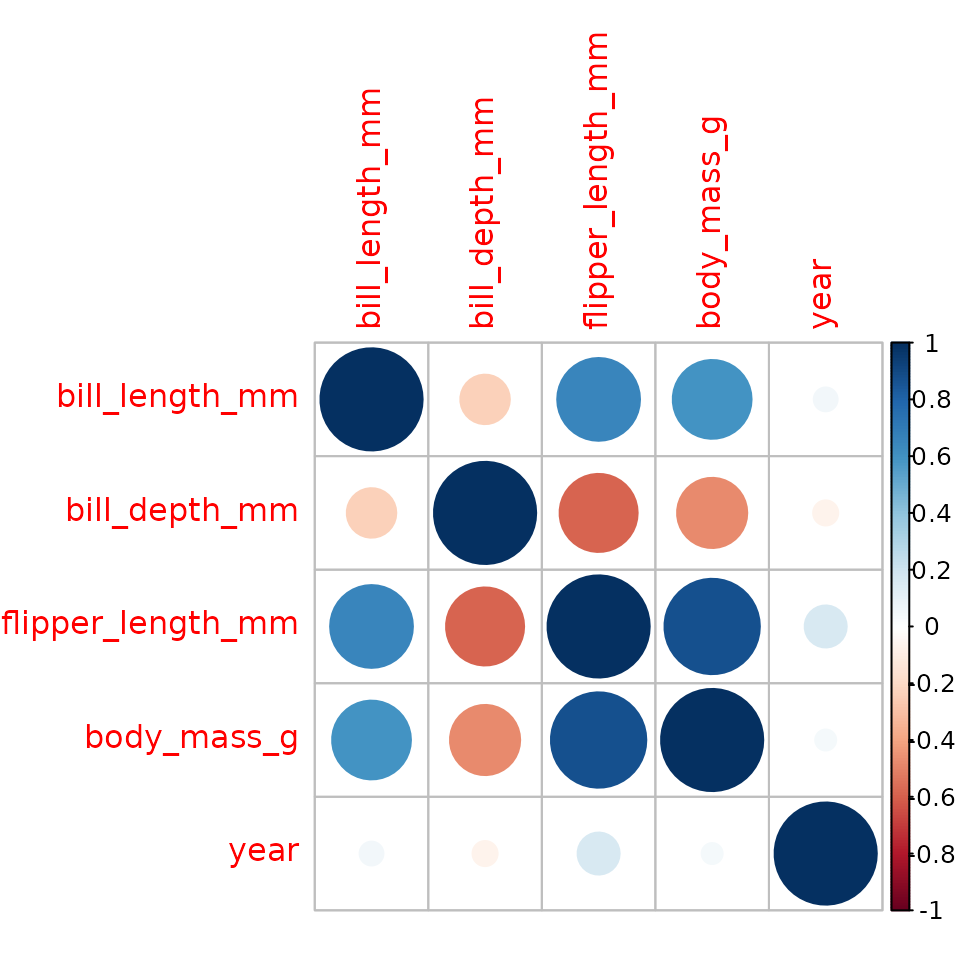 bill_length_mm
bill_depth_mm
flipper_length_mm
body_mass_g
year
bill_length_mm
bill_depth_mm
flipper_length_mm
body_mass_g
year
1
0.8
0.6
0.4
0.2
0
-0.2
-0.4
-0.6
-0.8
-1